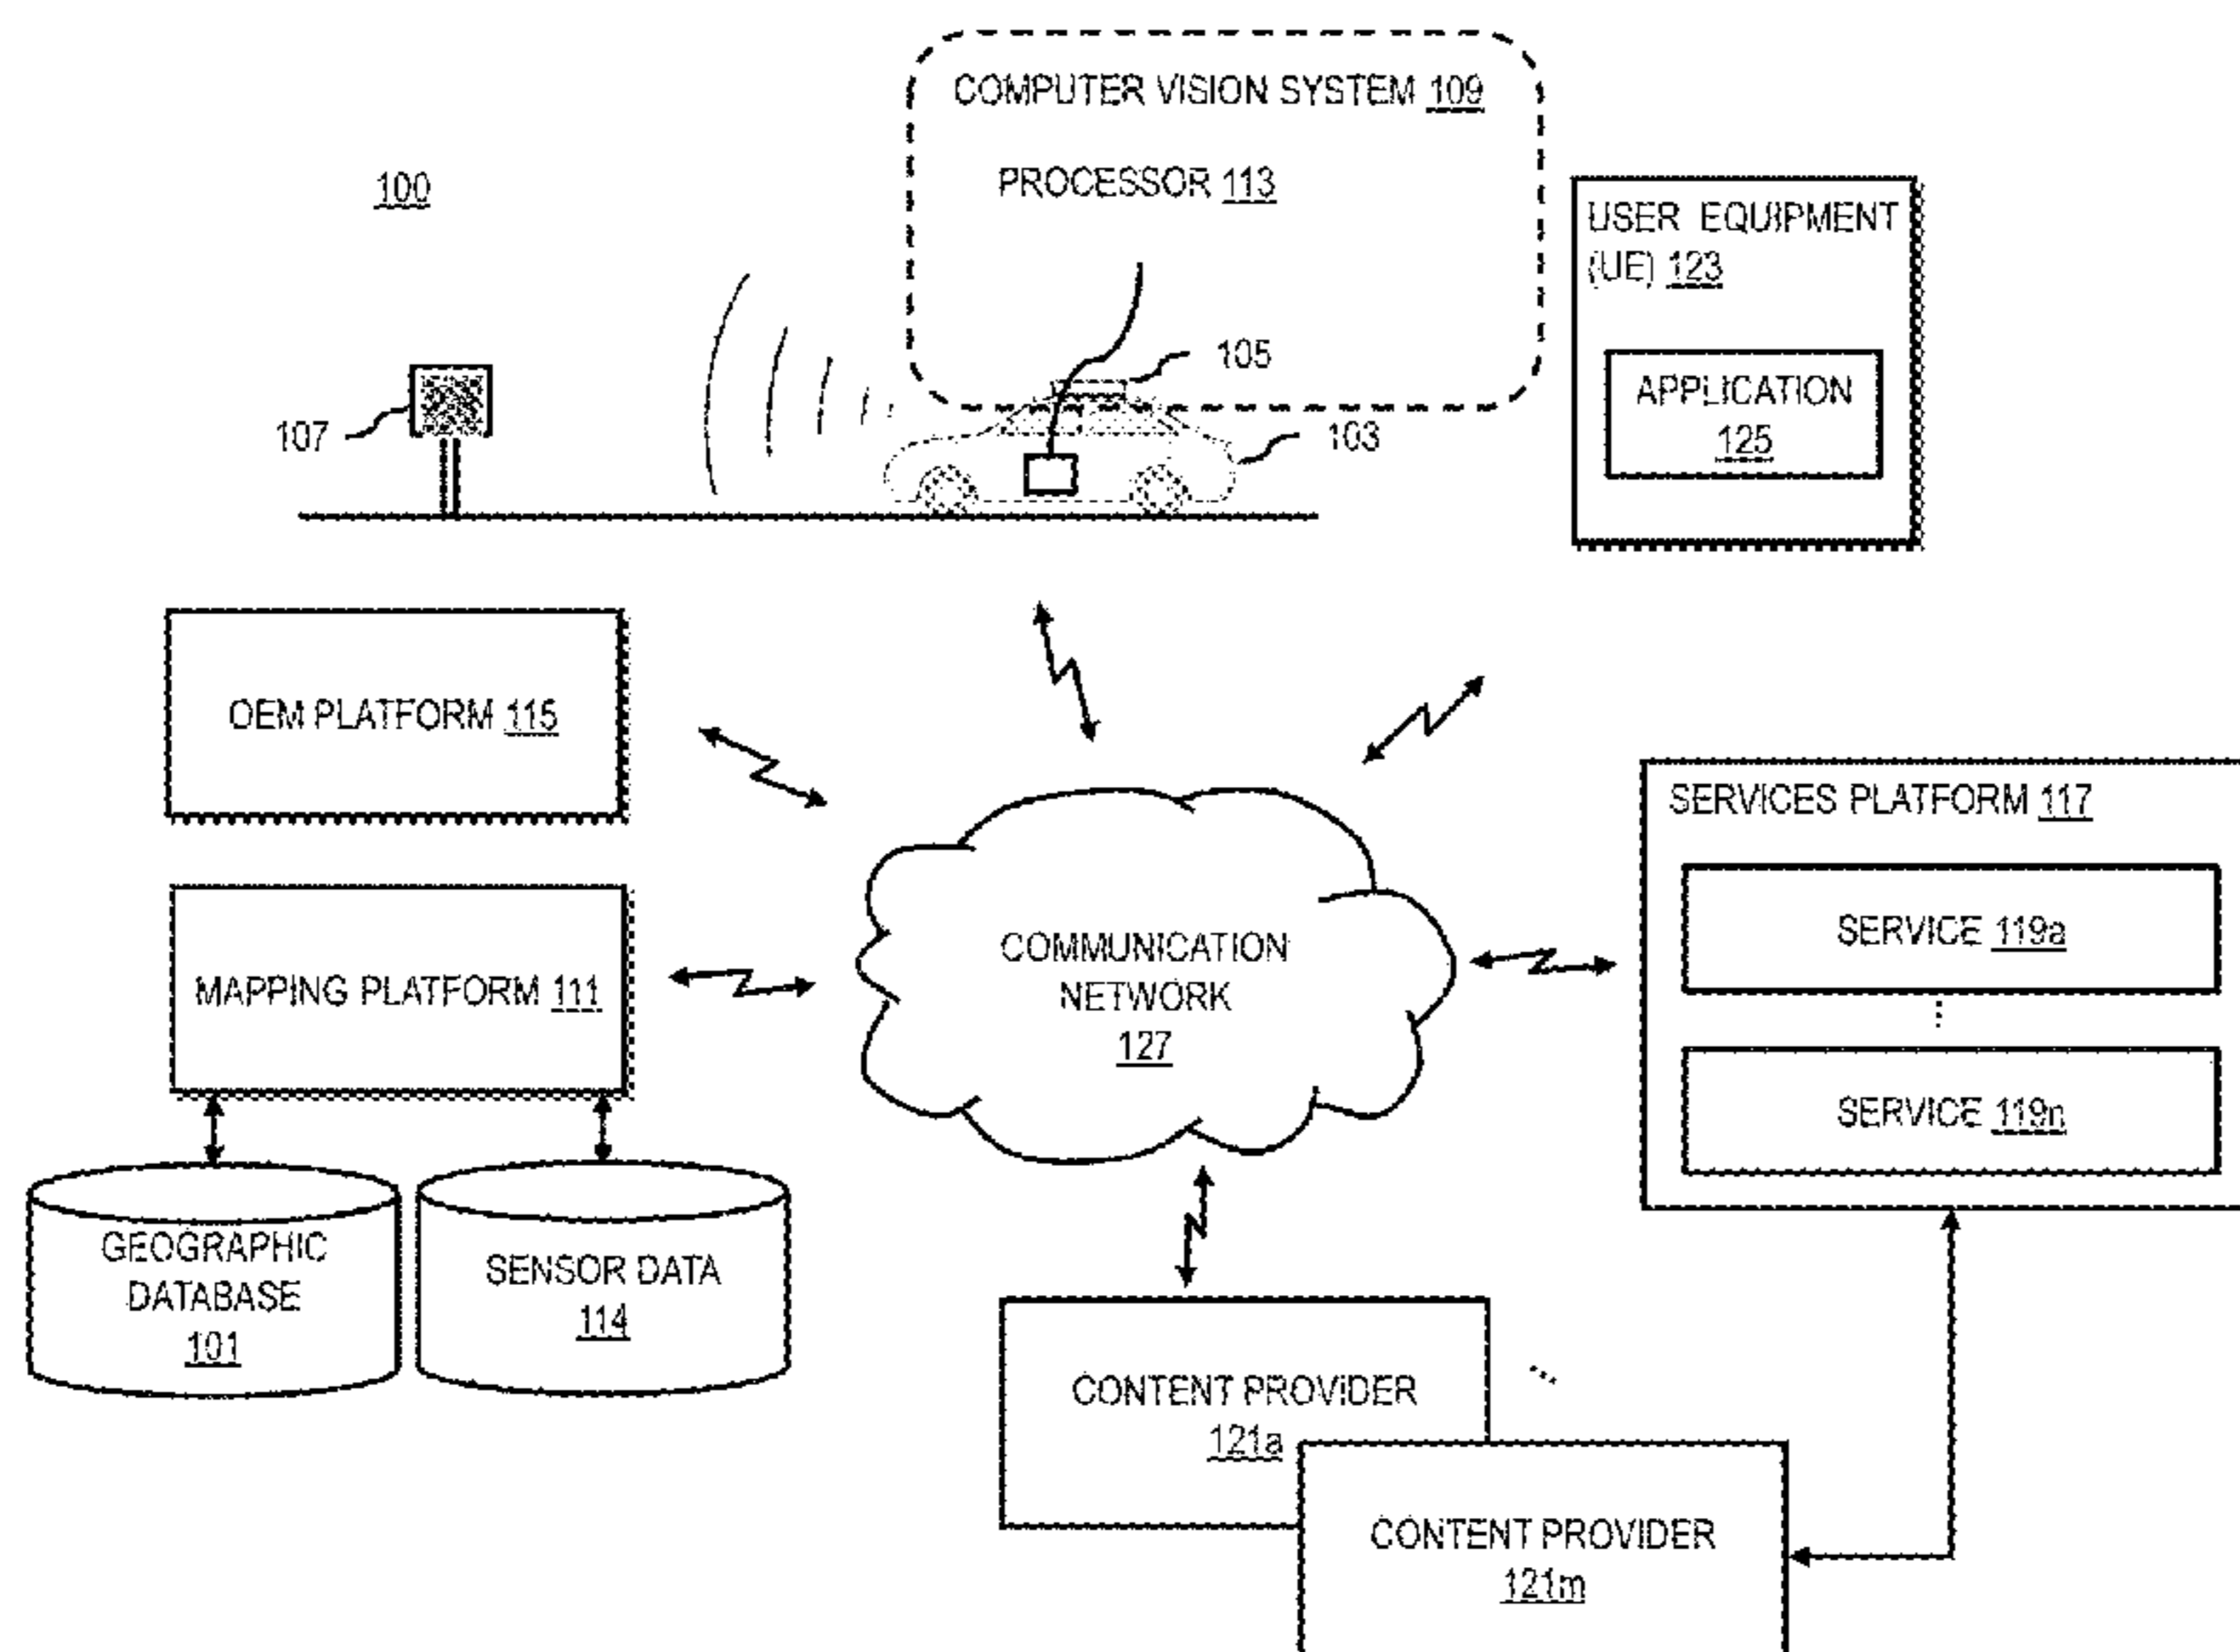 COMPUTER VISION SYSTEM 109
PROCESSOR 113
100
USER EQUIPMENT
(UE) 123
APPLICATION
125
105
107
103
OEM PLATFORM 115
SERVICES PLATFORM 117
SERVICE 119a
⋮
SERVICE 119n
MAPPING PLATFORM 111
COMMUNICATION
NETWORK
127
GEOGRAPHIC
DATABASE
101
SENSOR DATA
114
CONTENT PROVIDER
121a
...
CONTENT PROVIDER
121m